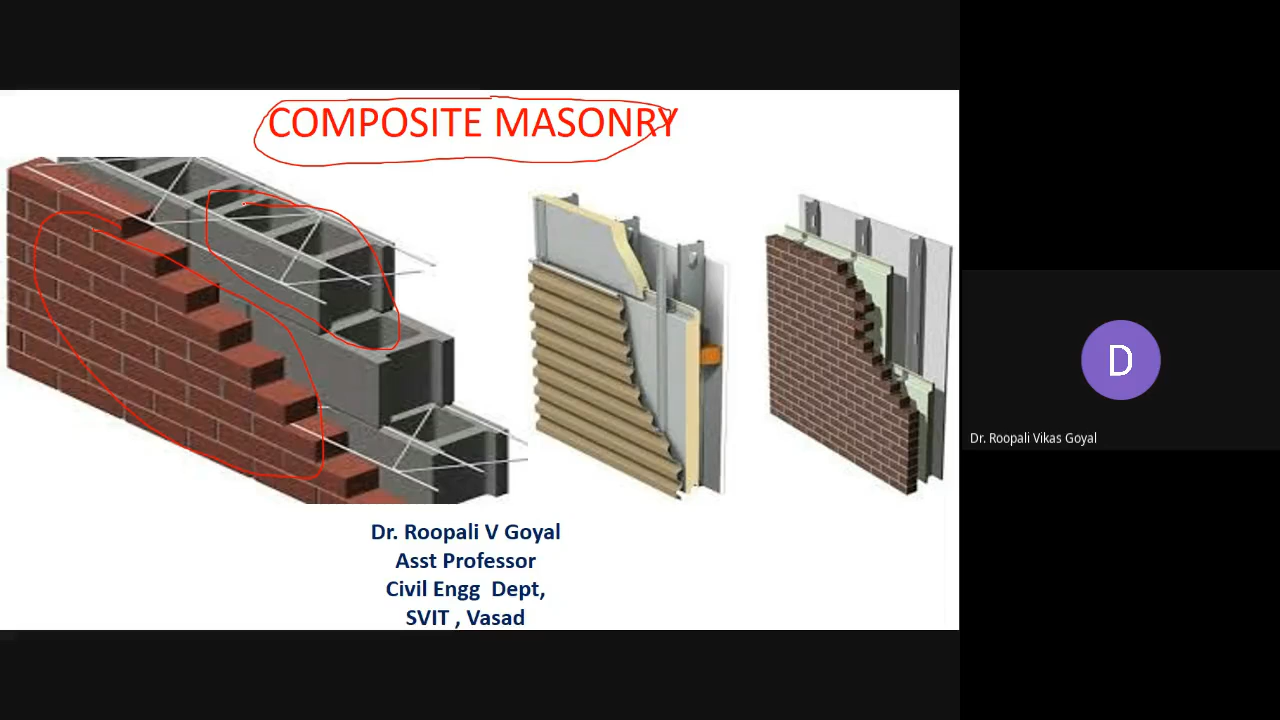 COMPOSITE MASONRY
Dr. Roopali V Goyal
Asst Professor
Civil Engg Dept,
SVIT , Vasad
D
Dr. Roopali Vikas Goyal